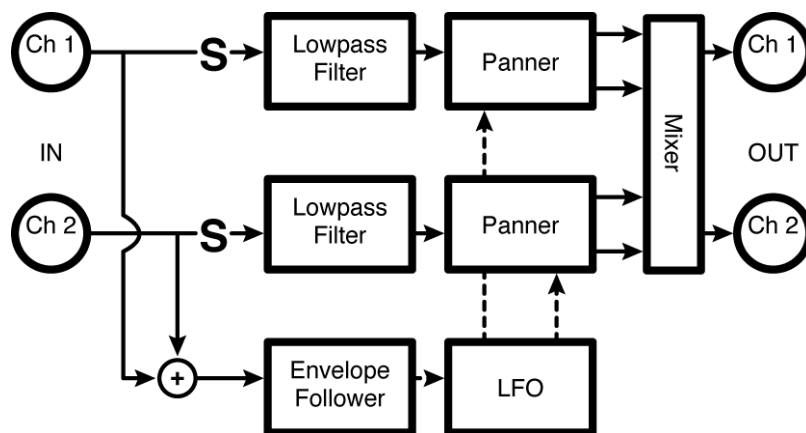 Ch 1
S
Lowpass
Filter
Panner
Ch 1
IN
Mixer
OUT
Ch 2
S
Lowpass
Filter
Panner
Ch 2
+
Envelope
Follower
LFO